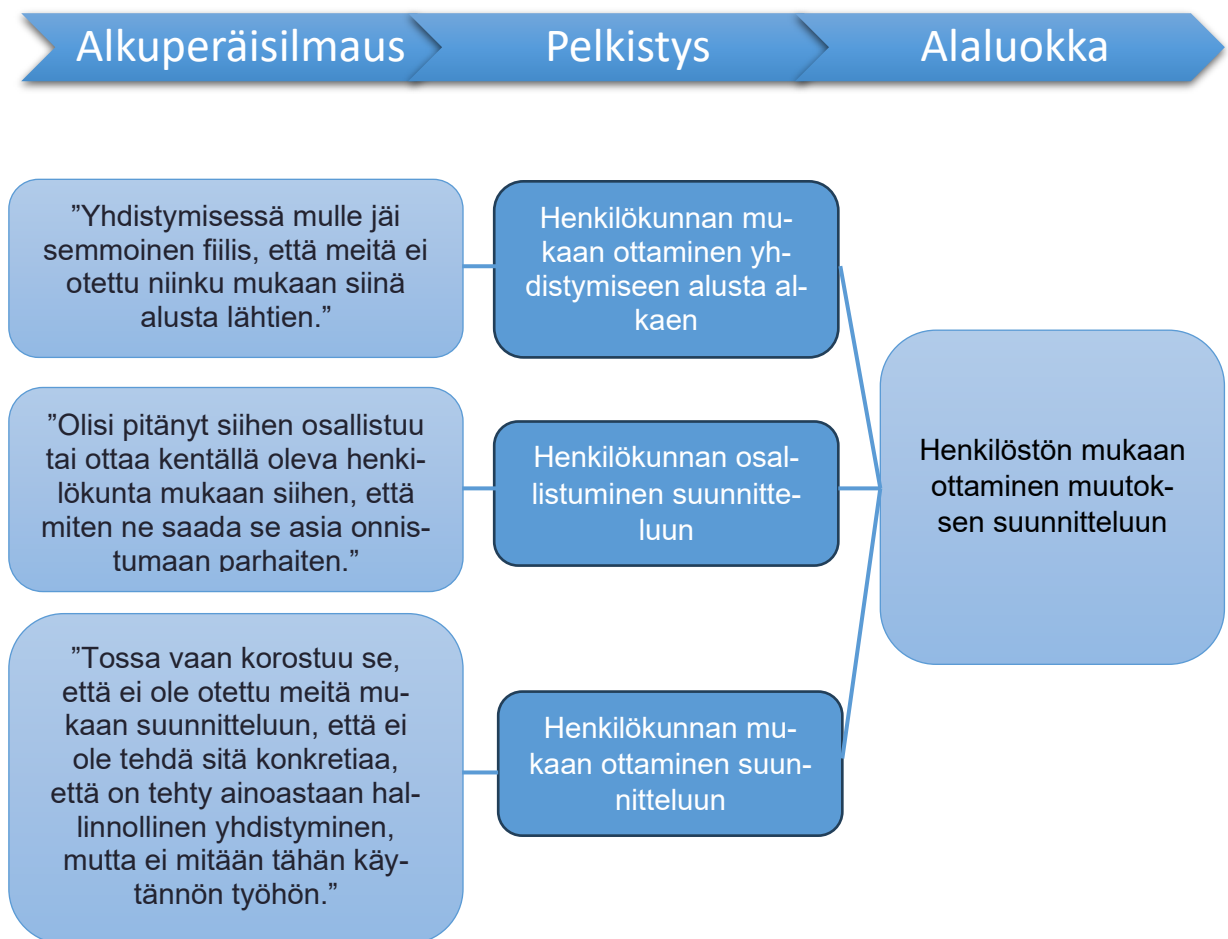 Alkuperäisilmaus
Pelkistys
Alaluokka
”Yhdistymisessä mulle jäi
semmoinen fiilis, että meitä ei
otettu niinku mukaan siinä
alusta lähtien.”
Henkilökunnan mu-
kaan ottaminen yh-
distymiseen alusta al-
kaen
”Olisi pitänyt siihen osallistuu
tai ottaa kentällä oleva henki-
lökunta mukaan siihen, että
miten ne saada se asia onnis-
tumaan parhaiten.”
Henkilökunnan osal-
listuminen suunnitte-
luun
”Tossa vaan korostuu se,
että ei ole otettu meitä mu-
kaan suunnitteluun, että ei
ole tehdä sitä konkretiaa,
että on tehty ainoastaan hal-
linnollinen yhdistyminen,
mutta ei mitään tähän käy-
tännön työhön.”
Henkilökunnan mu-
kaan ottaminen suun-
nitteluun
Henkilöstön mukaan
ottaminen muutok-
sen suunnitteluun